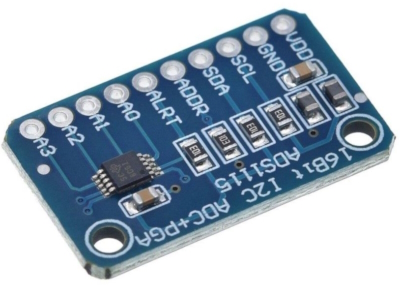 VDD
GND
SCL
SDA
ADDR
ALRT
A0
A1
A2
A3
16Bit I2C ADC+PGA
ADS1115